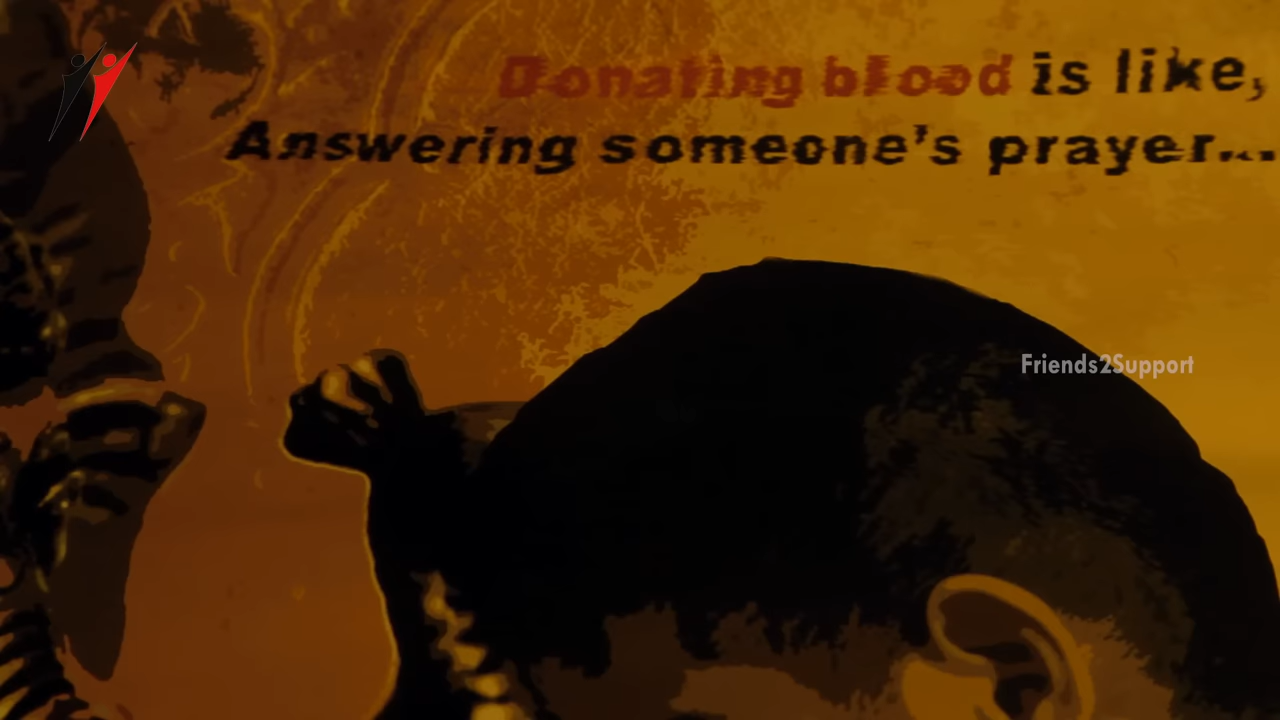 Donating blood is like,
Answering someone's prayer...
Friends2Support